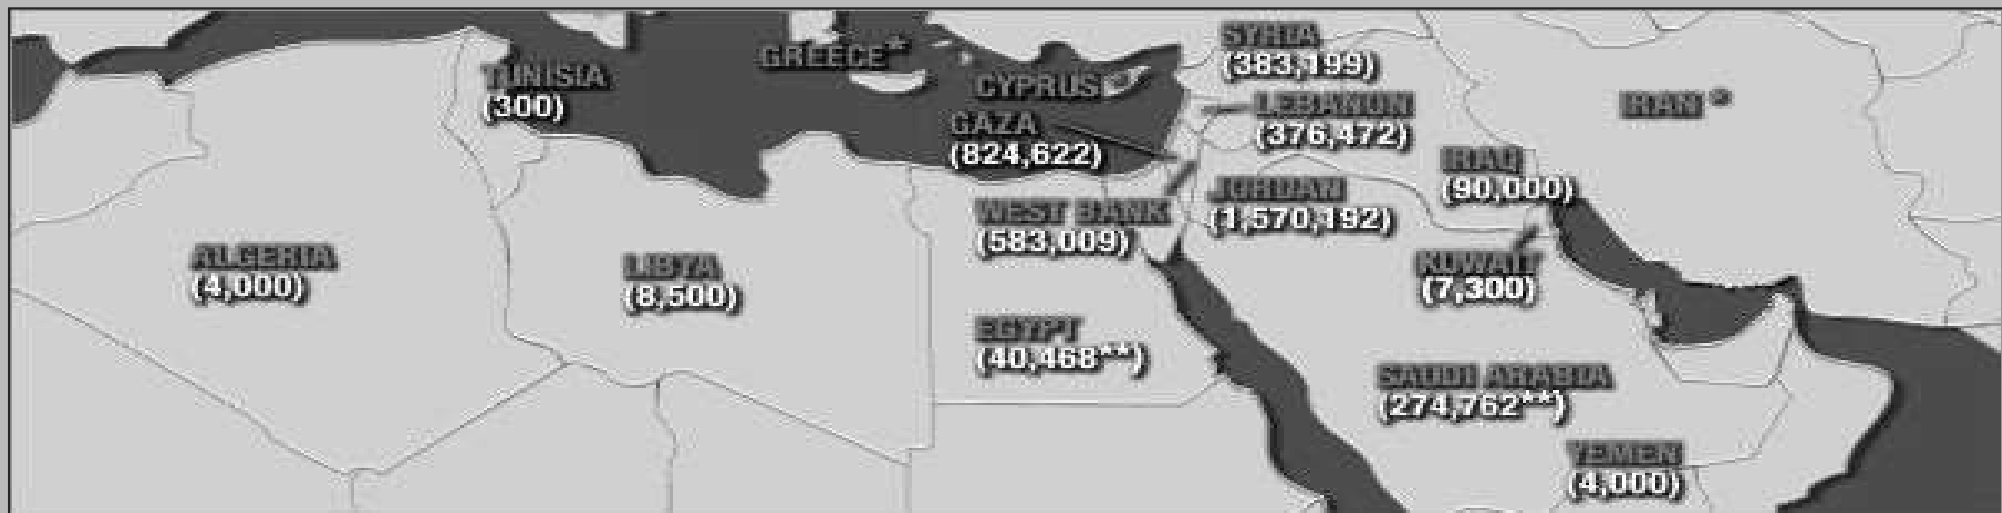 SYRIA
(383,199)
GREECE*
TUNISIA
(300)
CYPRUS
LEBANON
(376,472)
IRAN *
GAZA
(824,622)
IRAQ
(90,000)
JORDAN
(1,570,192)
WEST BANK
(583,009)
ALGERIA
(4,000)
LIBYA
(8,500)
KUWAIT
(7,300)
EGYPT
(40,468**)
SAUDI ARABIA
(274,762**)
YEMEN
(4,000)